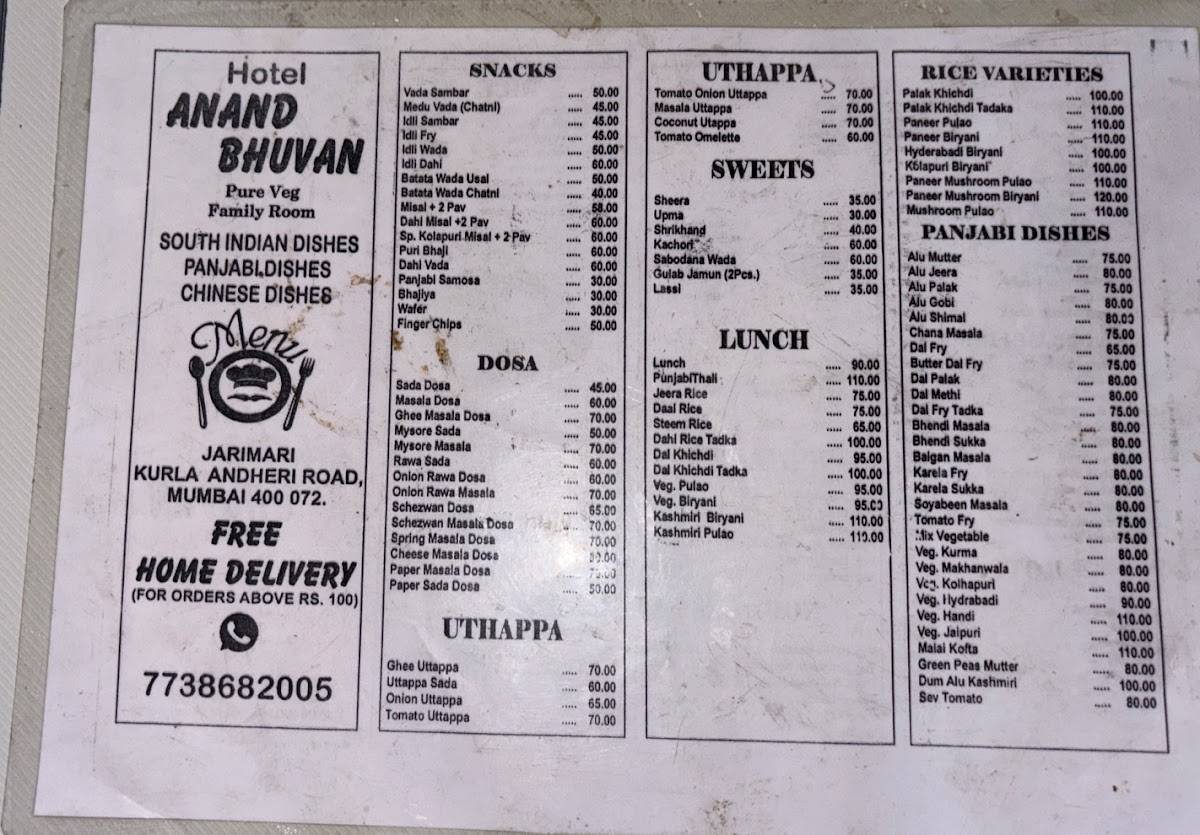 Hotel
ANAND
BHUVAN
Pure Veg
Family Room
SOUTH INDIAN DISHES
PANJABI.DISHES
CHINESE DISHES
Menu
JARIMARI
KURLA ANDHERI ROAD,
MUMBAI 400 072.
FREE
HOME DELIVERY
(FOR ORDERS ABOVE RS. 100)
7738682005
SNACKS
Vada Sambar ..... 50.00
Medu Vada (Chatni) ..... 45.00
Idli Sambar ..... 45.00
Idli Fry ..... 45.00
Idli Wada ..... 50.00
Idli Dahi ..... 60.00
Batata Wada Usal ..... 50.00
Batata Wada Chatni ..... 40.00
Misal + 2 Pav ..... 58.00
Dahi Misal +2 Pav ..... 60.00
Sp. Kolapuri Misal + 2 Pav ..... 60.00
Puri Bhaji ..... 60.00
Dahi Vada ..... 60.00
Panjabi Samosa ..... 30.00
Bhajiya ..... 30.00
Wafer ..... 30.00
Finger Chips ..... 50.00
DOSA
Sada Dosa ..... 45.00
Masala Dosa ..... 60.00
Ghee Masala Dosa ..... 70.00
Mysore Sada ..... 50.00
Mysore Masala ..... 70.00
Rawa Sada ..... 60.00
Onion Rawa Dosa ..... 60.00
Onion Rawa Masala ..... 70.00
Schezwan Dosa ..... 65.00
Schezwan Masala Dosa ..... 70.00
Spring Masala Dosa ..... 70.00
Cheese Masala Dosa .....
Paper Masala Dosa .....
Paper Sada Dosa ..... 50.00
UTHAPPA
Ghee Uttappa ..... 70.00
Uttappa Sada ..... 60.00
Onion Uttappa ..... 65.00
Tomato Uttappa ..... 70.00
UTHAPPA
Tomato Onion Uttappa ..... 70.00
Masala Uttappa ..... 70.00
Coconut Utappa ..... 70.00
Tomato Omelette ..... 60.00
SWEETS
Sheera ..... 35.00
Upma ..... 30.00
Shrikhand ..... 40.00
Kachori ..... 60.00
Sabodana Wada ..... 60.00
Gulab Jamun (2Pcs.) ..... 35.00
Lassi ..... 35.00
LUNCH
Lunch ..... 90.00
PunjabiThali ..... 110.00
Jeera Rice ..... 75.00
Daal Rice ..... 75.00
Steem Rice ..... 65.00
Dahi Rice Tadka ..... 100.00
Dal Khichdi ..... 95.00
Dal Khichdi Tadka ..... 100.00
Veg. Pulao ..... 95.00
Veg. Biryani ..... 95.00
Kashmiri Biryani ..... 110.00
Kashmiri Pulao ..... 110.00
RICE VARIETIES
Palak Khichdi ..... 100.00
Palak Khichdi Tadaka ..... 110.00
Paneer Pulao ..... 110.00
Paneer Biryani ..... 110.00
Hyderabadi Biryani ..... 100.00
Kolapuri Biryani ..... 100.00
Paneer Mushroom Pulao ..... 110.00
Paneer Mushroom Biryani ..... 120.00
Mushroom Pulao ..... 110.00
PANJABI DISHES
Alu Mutter ..... 75.00
Alu Jeera ..... 80.00
Alu Palak ..... 75.00
Alu Gobi ..... 80.00
Alu Shimal ..... 80.00
Chana Masala ..... 75.00
Dal Fry ..... 65.00
Butter Dal Fry ..... 75.00
Dal Palak ..... 80.00
Dal Methi ..... 80.00
Dal Fry Tadka ..... 75.00
Bhendi Masala ..... 80.00
Bhendi Sukka ..... 80.00
Baigan Masala ..... 80.00
Karela Fry ..... 80.00
Karela Sukka ..... 80.00
Soyabeen Masala ..... 80.00
Tomato Fry ..... 75.00
Mix Vegetable ..... 75.00
Veg. Kurma ..... 80.00
Veg. Makhanwala ..... 80.00
Veg. Kolhapuri ..... 80.00
Veg. Hydrabadi ..... 90.00
Veg. Handi ..... 110.00
Veg. Jaipuri ..... 100.00
Malai Kofta ..... 110.00
Green Peas Mutter ..... 80.00
Dum Alu Kashmiri ..... 100.00
Sev Tomato ..... 80.00